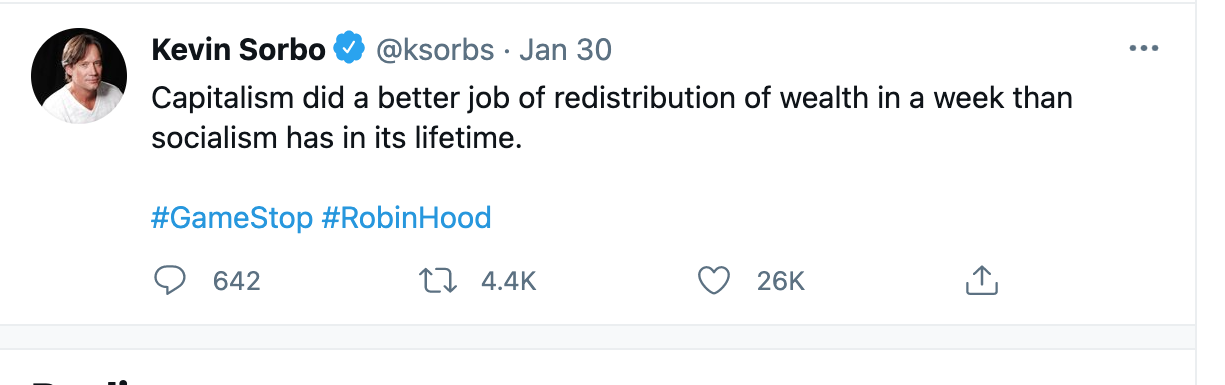 Kevin Sorbo @ksorbs · Jan 30
Capitalism did a better job of redistribution of wealth in a week than
socialism has in its lifetime.
#GameStop #RobinHood
642 4.4K 26K